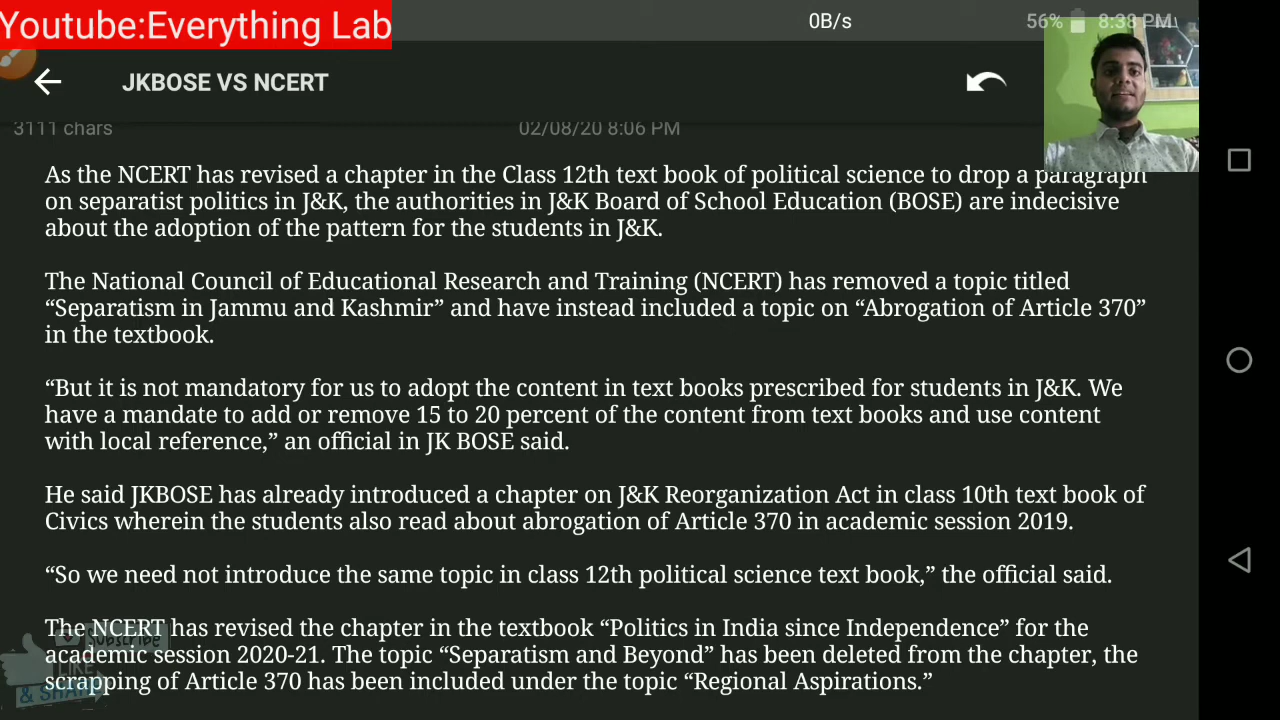 Youtube:Everything Lab
0B/s
56% 8:38 PM
JKBOSE VS NCERT
3111 chars
02/08/20 8:06 PM
As the NCERT has revised a chapter in the Class 12th text book of political science to drop a paragraph
on separatist politics in J&K, the authorities in J&K Board of School Education (BOSE) are indecisive
about the adoption of the pattern for the students in J&K.
The National Council of Educational Research and Training (NCERT) has removed a topic titled
“Separatism in Jammu and Kashmir” and have instead included a topic on “Abrogation of Article 370”
in the textbook.
“But it is not mandatory for us to adopt the content in text books prescribed for students in J&K. We
have a mandate to add or remove 15 to 20 percent of the content from text books and use content
with local reference,” an official in JK BOSE said.
He said JKBOSE has already introduced a chapter on J&K Reorganization Act in class 10th text book of
Civics wherein the students also read about abrogation of Article 370 in academic session 2019.
“So we need not introduce the same topic in class 12th political science text book,” the official said.
The NCERT has revised the chapter in the textbook “Politics in India since Independence” for the
academic session 2020-21. The topic “Separatism and Beyond” has been deleted from the chapter, the
scrapping of Article 370 has been included under the topic “Regional Aspirations.”
Subscribe
LIKE
& SHARE